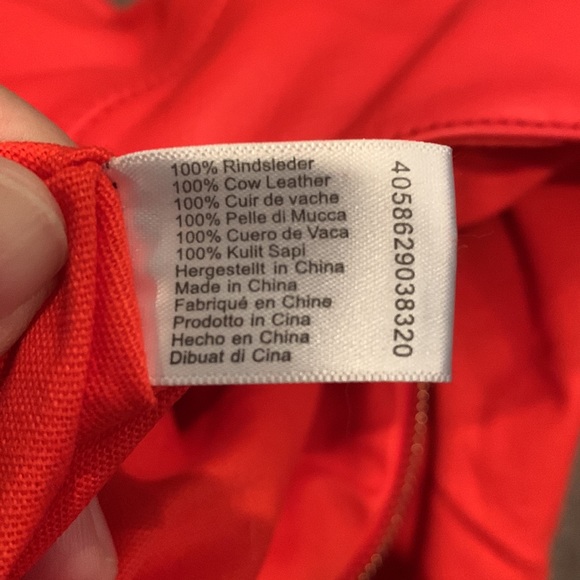 100% Rindsleder
100% Cow Leather
100% Cuir de vache
100% Pelle di Mucca
100% Cuero de Vaca
100% Kulit Sapi
Hergestellt in China
Made in China
Fabriqué en Chine
Prodotto in Cina
Hecho en China
Dibuat di Cina
4058629038320